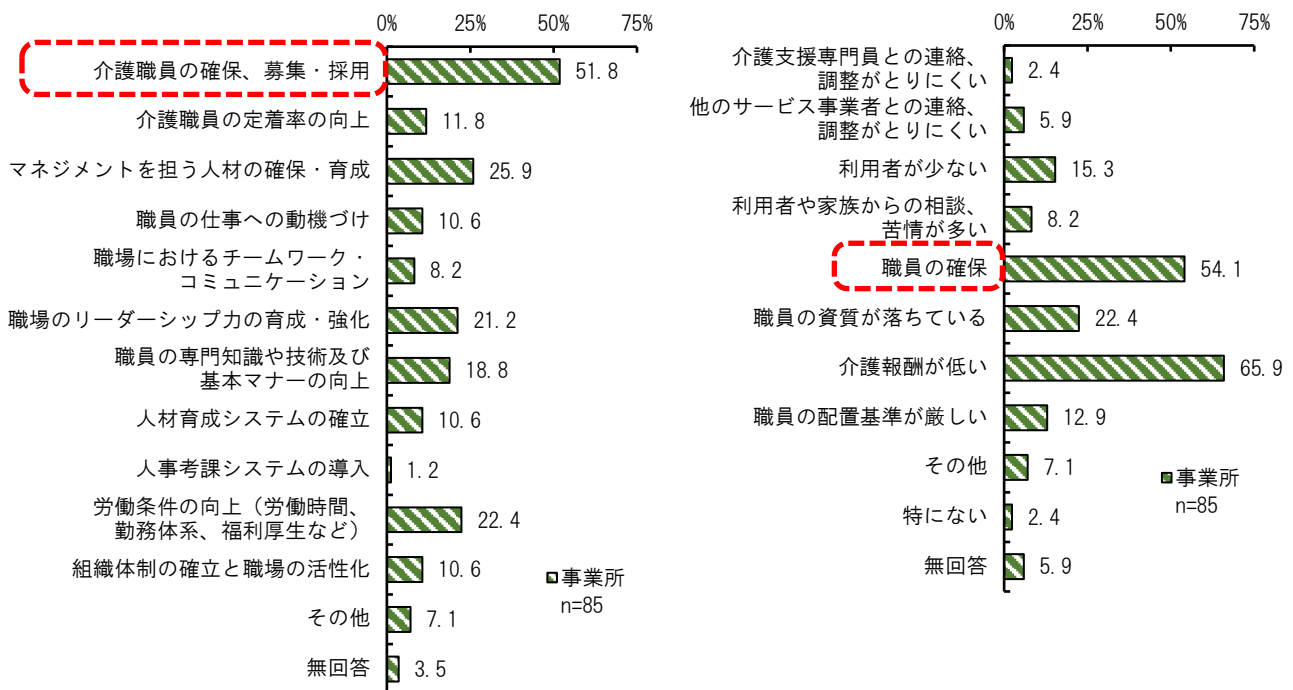 0%
25%
50%
75%
介護職員の確保、募集・採用
51.8
介護職員の定着率の向上
11.8
マネジメントを担う人材の確保・育成
25.9
職員の仕事への動機づけ
10.6
職場におけるチームワーク・
コミュニケーション
8.2
職場のリーダーシップ力の育成・強化
21.2
職員の専門知識や技術及び
基本マナーの向上
18.8
人材育成システムの確立
10.6
人事考課システムの導入
1.2
労働条件の向上（労働時間、
勤務体系、福利厚生など）
22.4
組織体制の確立と職場の活性化
10.6
その他
7.1
無回答
3.5
事業所
n=85
0%
25%
50%
75%
介護支援専門員との連絡、
調整がとりにくい
2.4
他のサービス事業者との連絡、
調整がとりにくい
5.9
利用者が少ない
15.3
利用者や家族からの相談、
苦情が多い
8.2
職員の確保
54.1
職員の資質が落ちている
22.4
介護報酬が低い
65.9
職員の配置基準が厳しい
12.9
その他
7.1
特にない
2.4
無回答
5.9
事業所
n=85